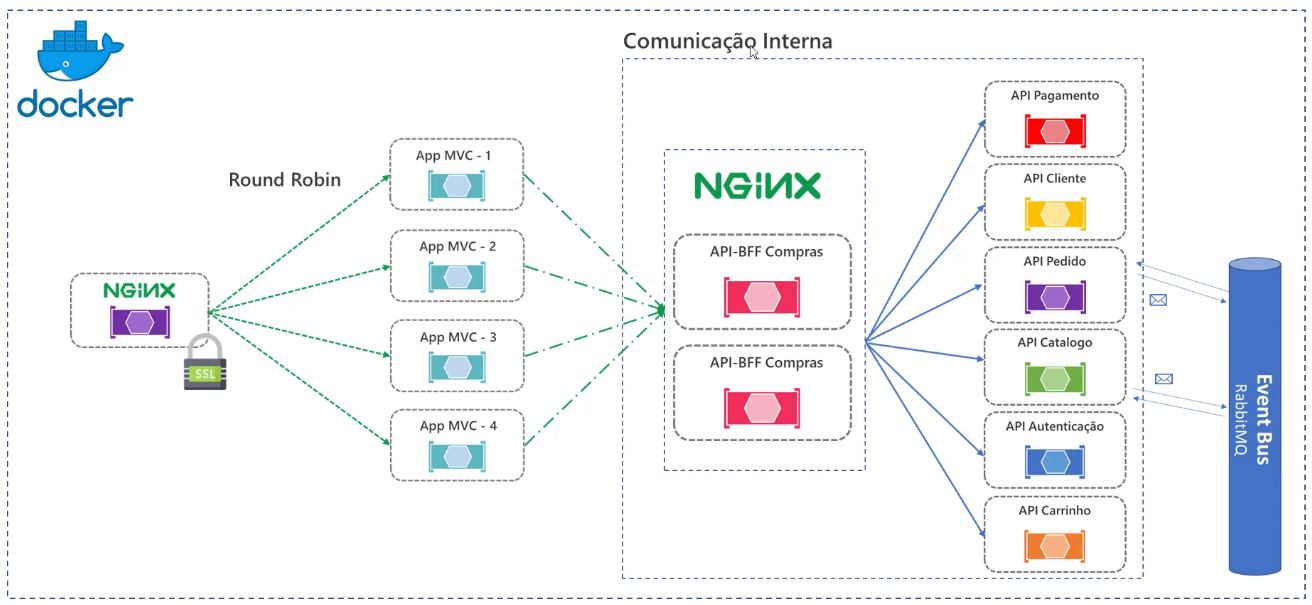 docker
Comunicação Interna
Round Robin
NGINX
SSL
App MVC - 1
App MVC - 2
App MVC - 3
App MVC - 4
NGINX
API-BFF Compras
API-BFF Compras
API Pagamento
API Cliente
API Pedido
API Catalogo
API Autenticação
API Carrinho
Event Bus
RabbitMQ